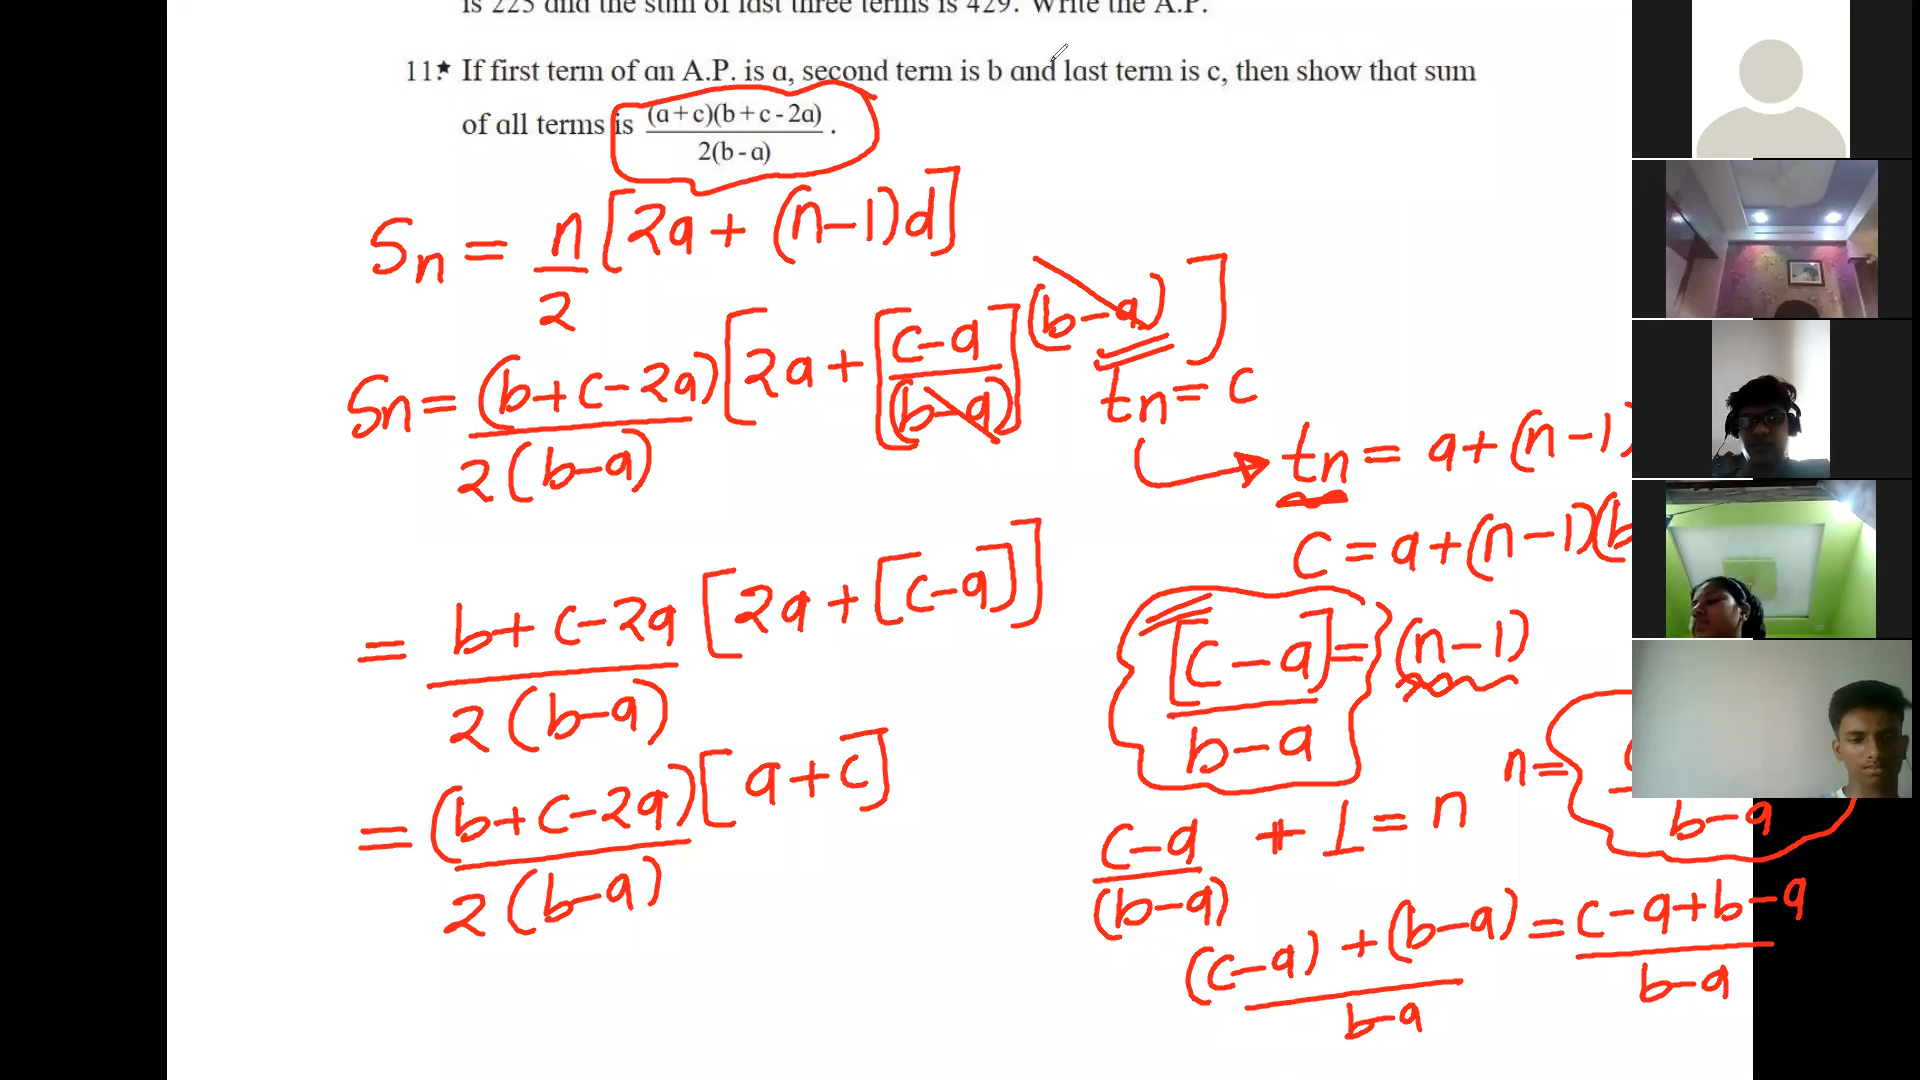 is 225 and the sum of last three terms is 429. Write the A.P.
11.★ If first term of an A.P. is a, second term is b and last term is c, then show that sum
of all terms is (a + c)(b + c - 2a) / 2(b - a) .
Sn = n/2 [2a + (n-1)d]
Sn = (b+c-2a) / 2(b-a) [2a + [c-a / (b-a)] (b-a)]
tn = c
tn = a + (n-1)
c = a + (n-1)(b
= b+c-2a / 2(b-a) [2a + [c-a]]
[c-a] / b-a = (n-1)
= (b+c-2a) / 2(b-a) [a+c]
n = / b-a
c-a / (b-a) + 1 = n
(c-a) + (b-a) / b-a = c-a+b-a / b-a